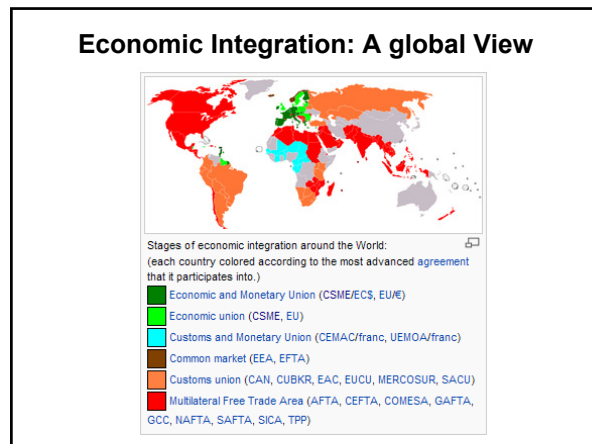 Economic Integration: A global View
Stages of economic integration around the World:
(each country colored according to the most advanced agreement
that it participates into.)
Economic and Monetary Union (CSME/EC$, EU/€)
Economic union (CSME, EU)
Customs and Monetary Union (CEMAC/franc, UEMOA/franc)
Common market (EEA, EFTA)
Customs union (CAN, CUBKR, EAC, EUCU, MERCOSUR, SACU)
Multilateral Free Trade Area (AFTA, CEFTA, COMESA, GAFTA,
GCC, NAFTA, SAFTA, SICA, TPP)